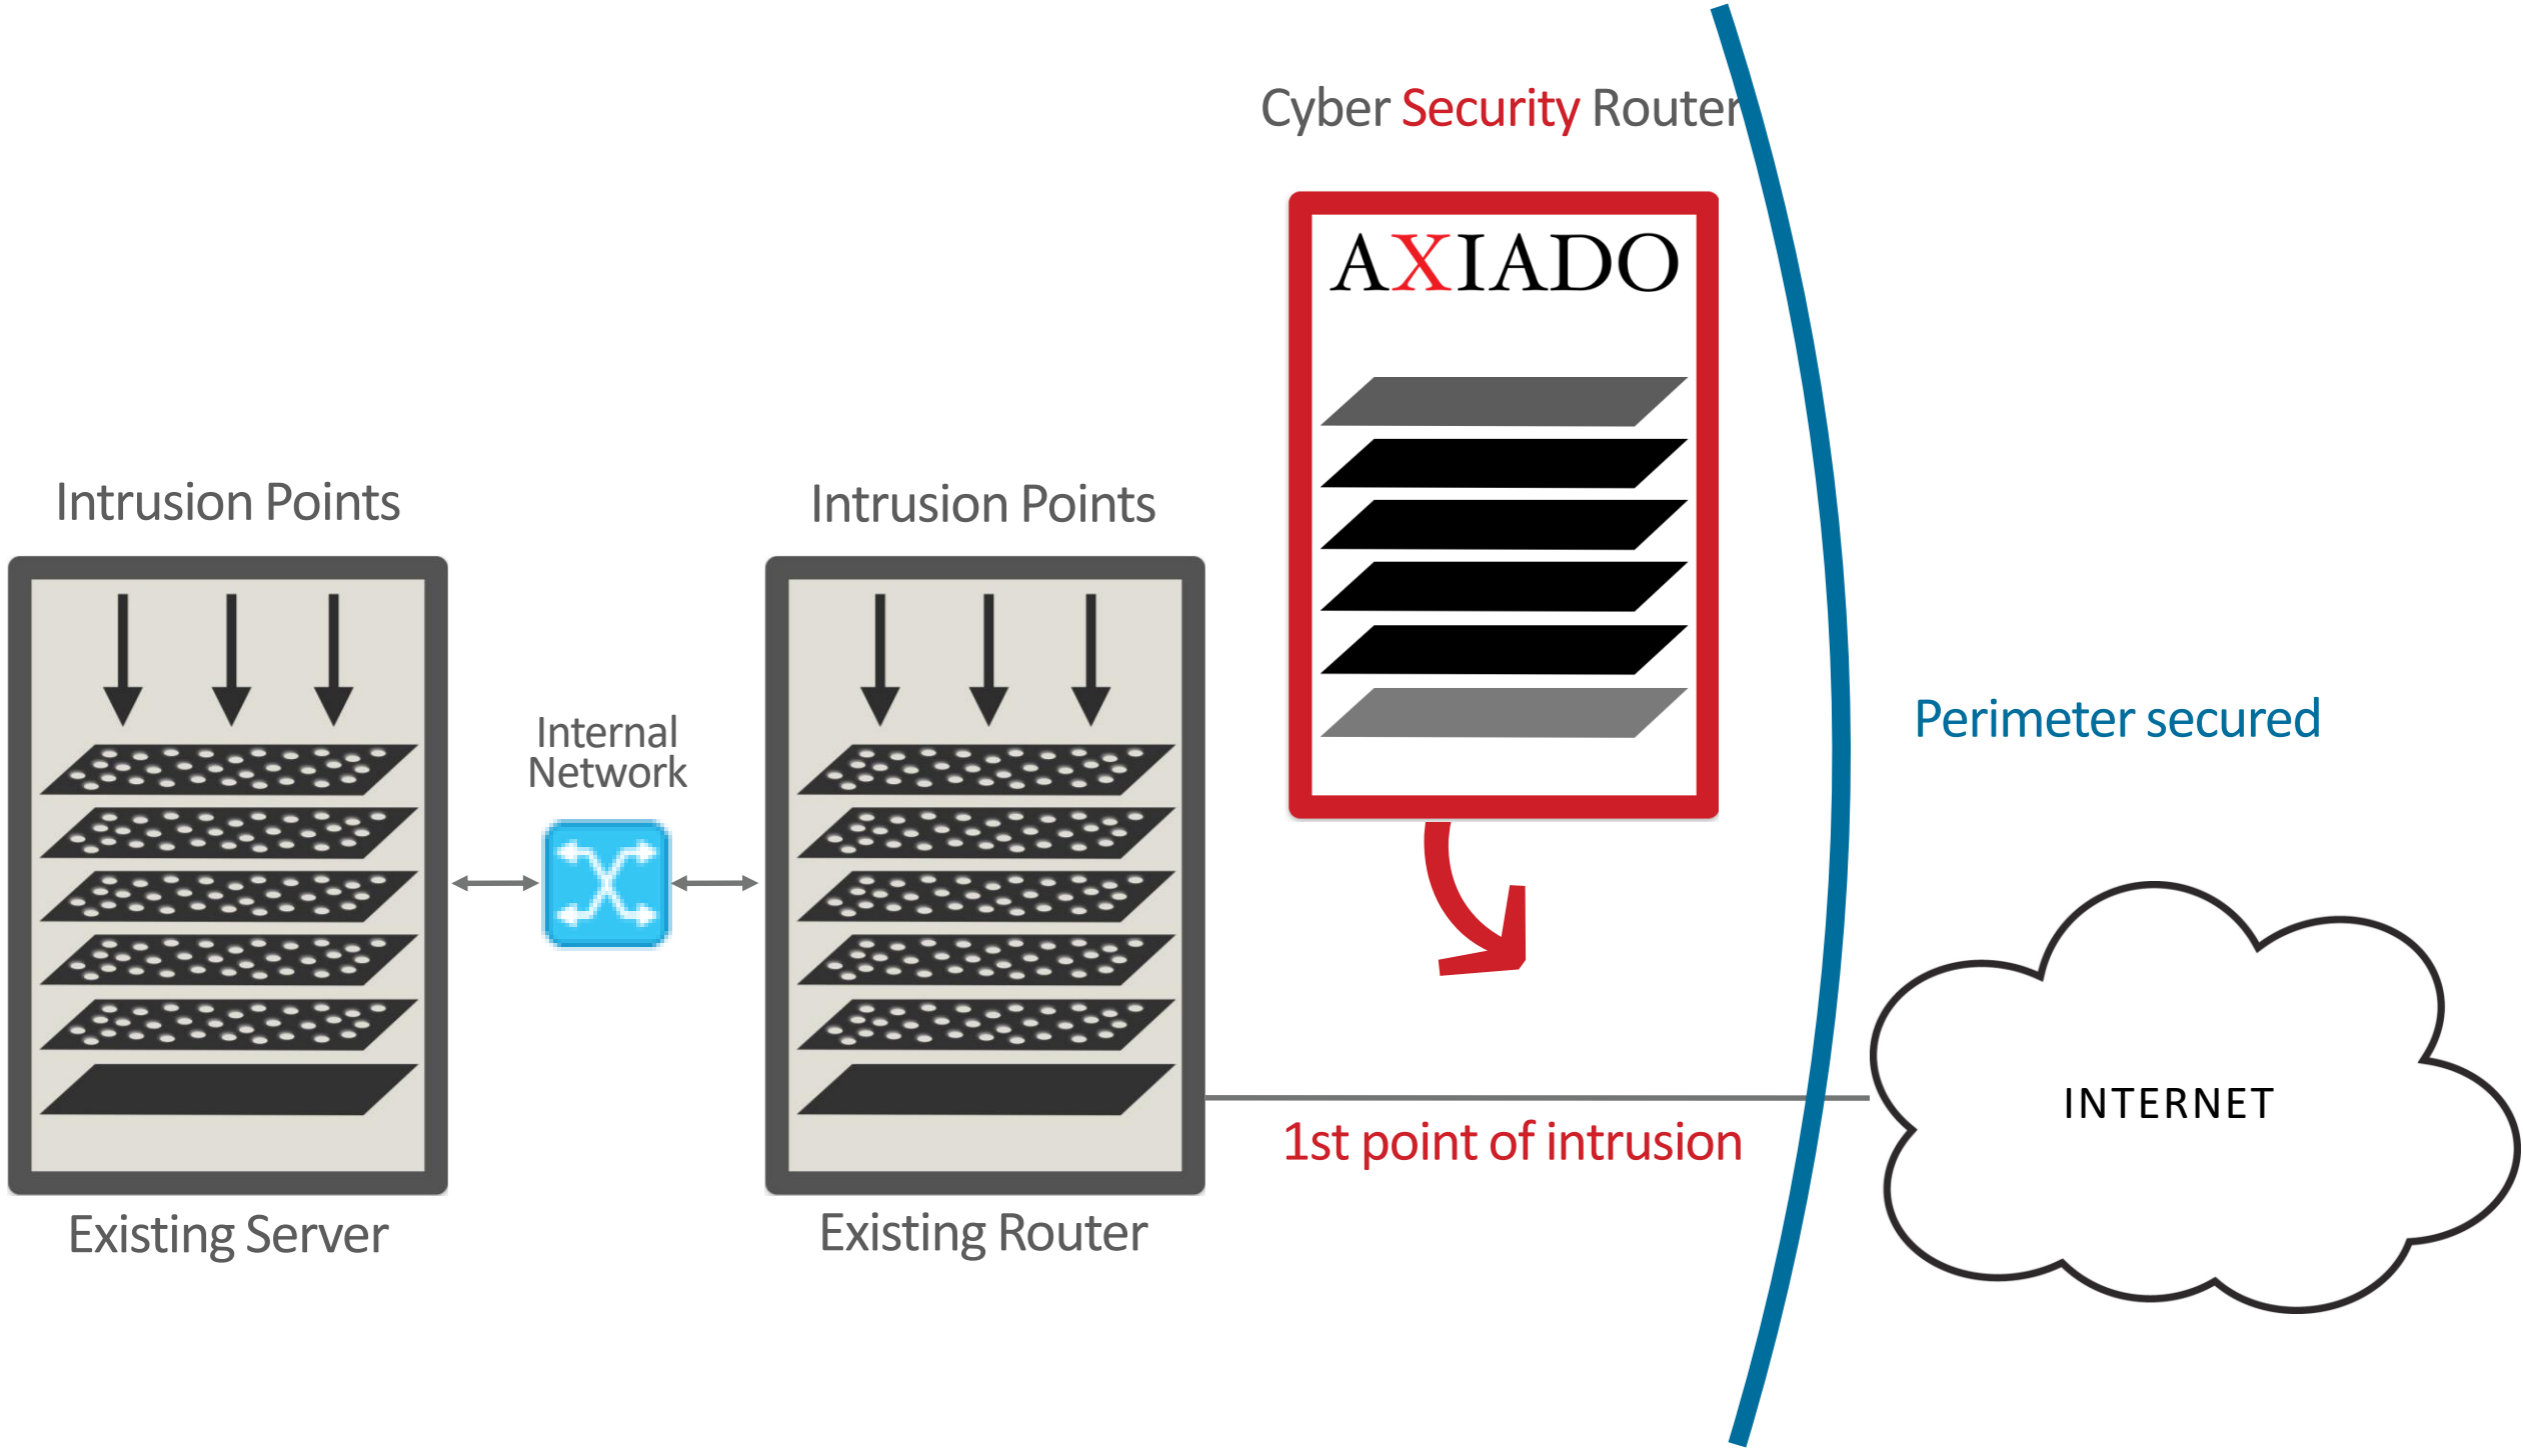 Cyber Security Router
AXIADO
Intrusion Points
Intrusion Points
Internal
Network
Perimeter secured
INTERNET
1st point of intrusion
Existing Server
Existing Router